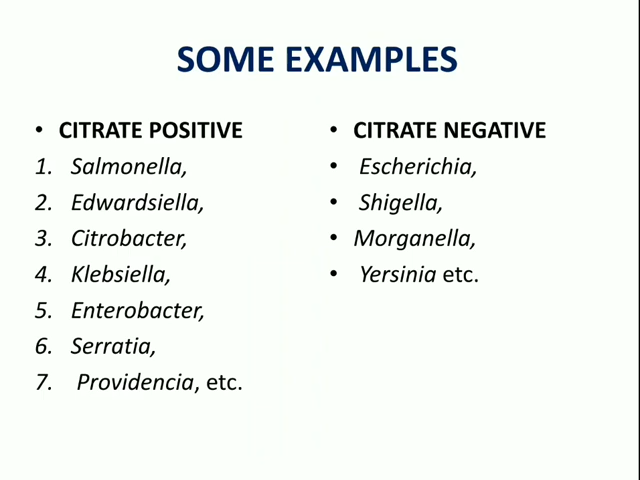 SOME EXAMPLES
• CITRATE POSITIVE
1. Salmonella,
2. Edwardsiella,
3. Citrobacter,
4. Klebsiella,
5. Enterobacter,
6. Serratia,
7. Providencia, etc.
• CITRATE NEGATIVE
• Escherichia,
• Shigella,
• Morganella,
• Yersinia etc.